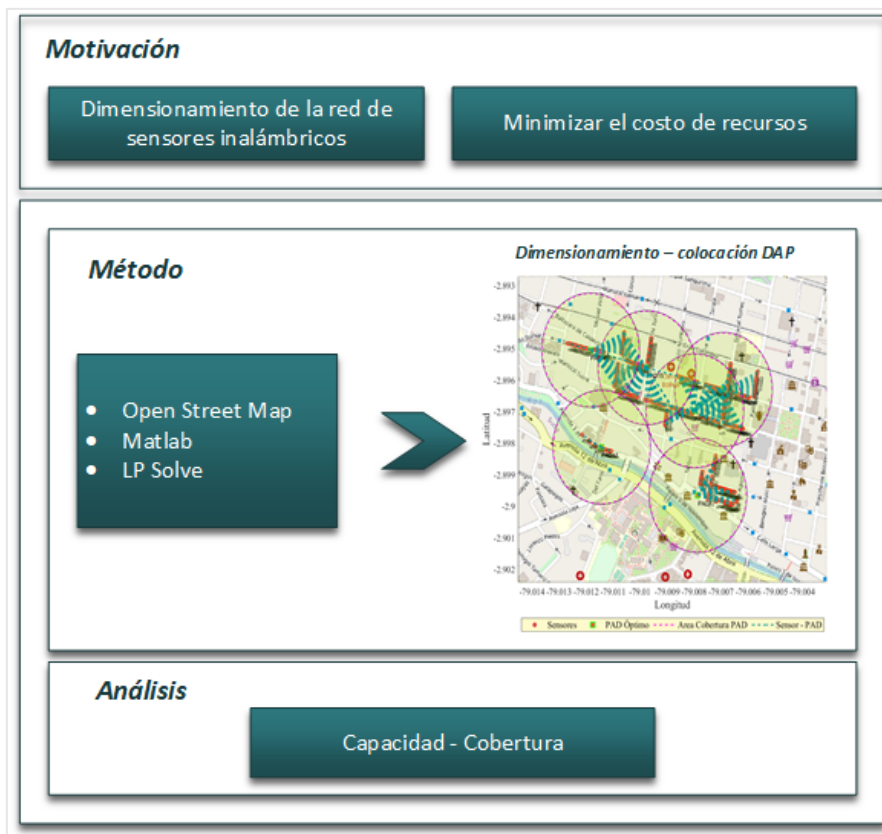 Motivación
Dimensionamiento de la red de
sensores inalámbricos
Minimizar el costo de recursos
Método
• Open Street Map
• Matlab
• LP Solve
Dimensionamiento – colocación DAP
-2.893
-2.894
-2.895
-2.896
-2.897
-2.898
-2.899
-2.9
-2.901
-2.902
Latitud
-79.014 -79.013 -79.012 -79.011 -79.01 -79.009 -79.008 -79.007 -79.006 -79.005 -79.004
Longitud
Sensores PAD Óptimo Area Cobertura PAD Sensor - PAD
Análisis
Capacidad - Cobertura